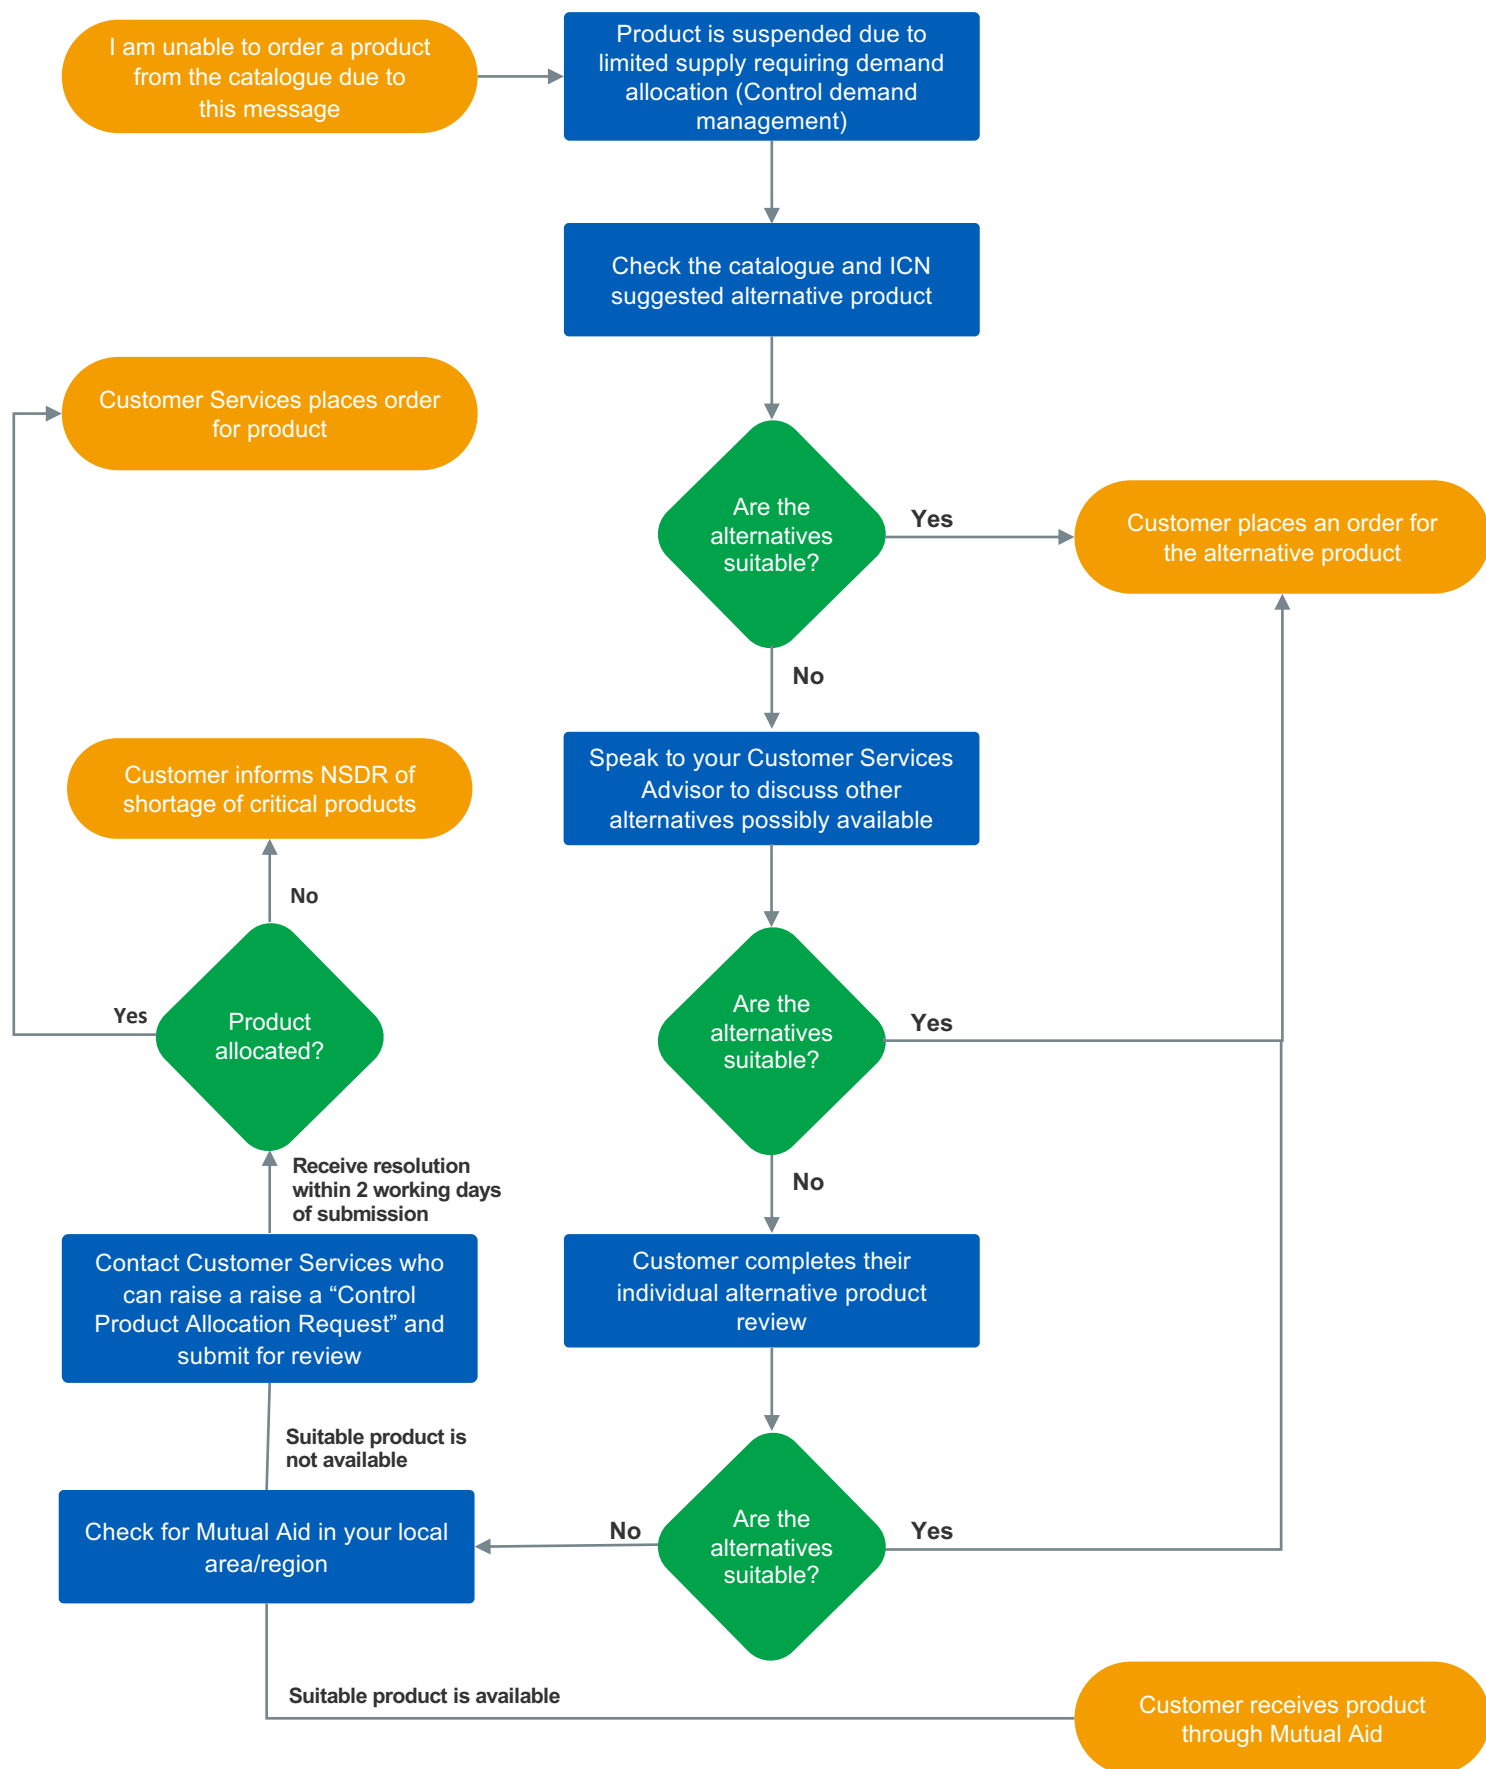 I am unable to order a product
from the catalogue due to
this message
Product is suspended due to
limited supply requiring demand
allocation (Control demand
management)
Check the catalogue and ICN
suggested alternative product
Customer Services places order
for product
Are the
alternatives
suitable?
Yes
Customer places an order for
the alternative product
No
Speak to your Customer Services
Advisor to discuss other
alternatives possibly available
Customer informs NSDR of
shortage of critical products
No
Are the
alternatives
suitable?
Yes
Yes
Product
allocated?
No
Receive resolution
within 2 working days
of submission
Customer completes their
individual alternative product
review
Contact Customer Services who
can raise a raise a “Control
Product Allocation Request” and
submit for review
Suitable product is
not available
Are the
alternatives
suitable?
Yes
No
Check for Mutual Aid in your local
area/region
Suitable product is available
Customer receives product
through Mutual Aid